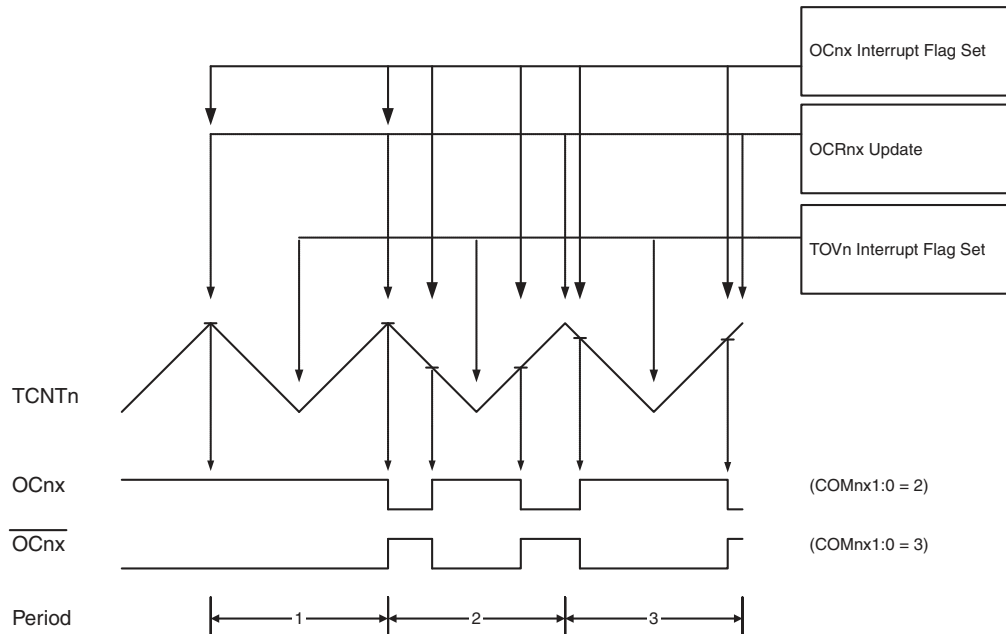 OCnx Interrupt Flag Set
OCRnx Update
TOVn Interrupt Flag Set
TCNTn
OCnx
(COMnx1:0 = 2)
OCnx
(COMnx1:0 = 3)
Period
1
2
3